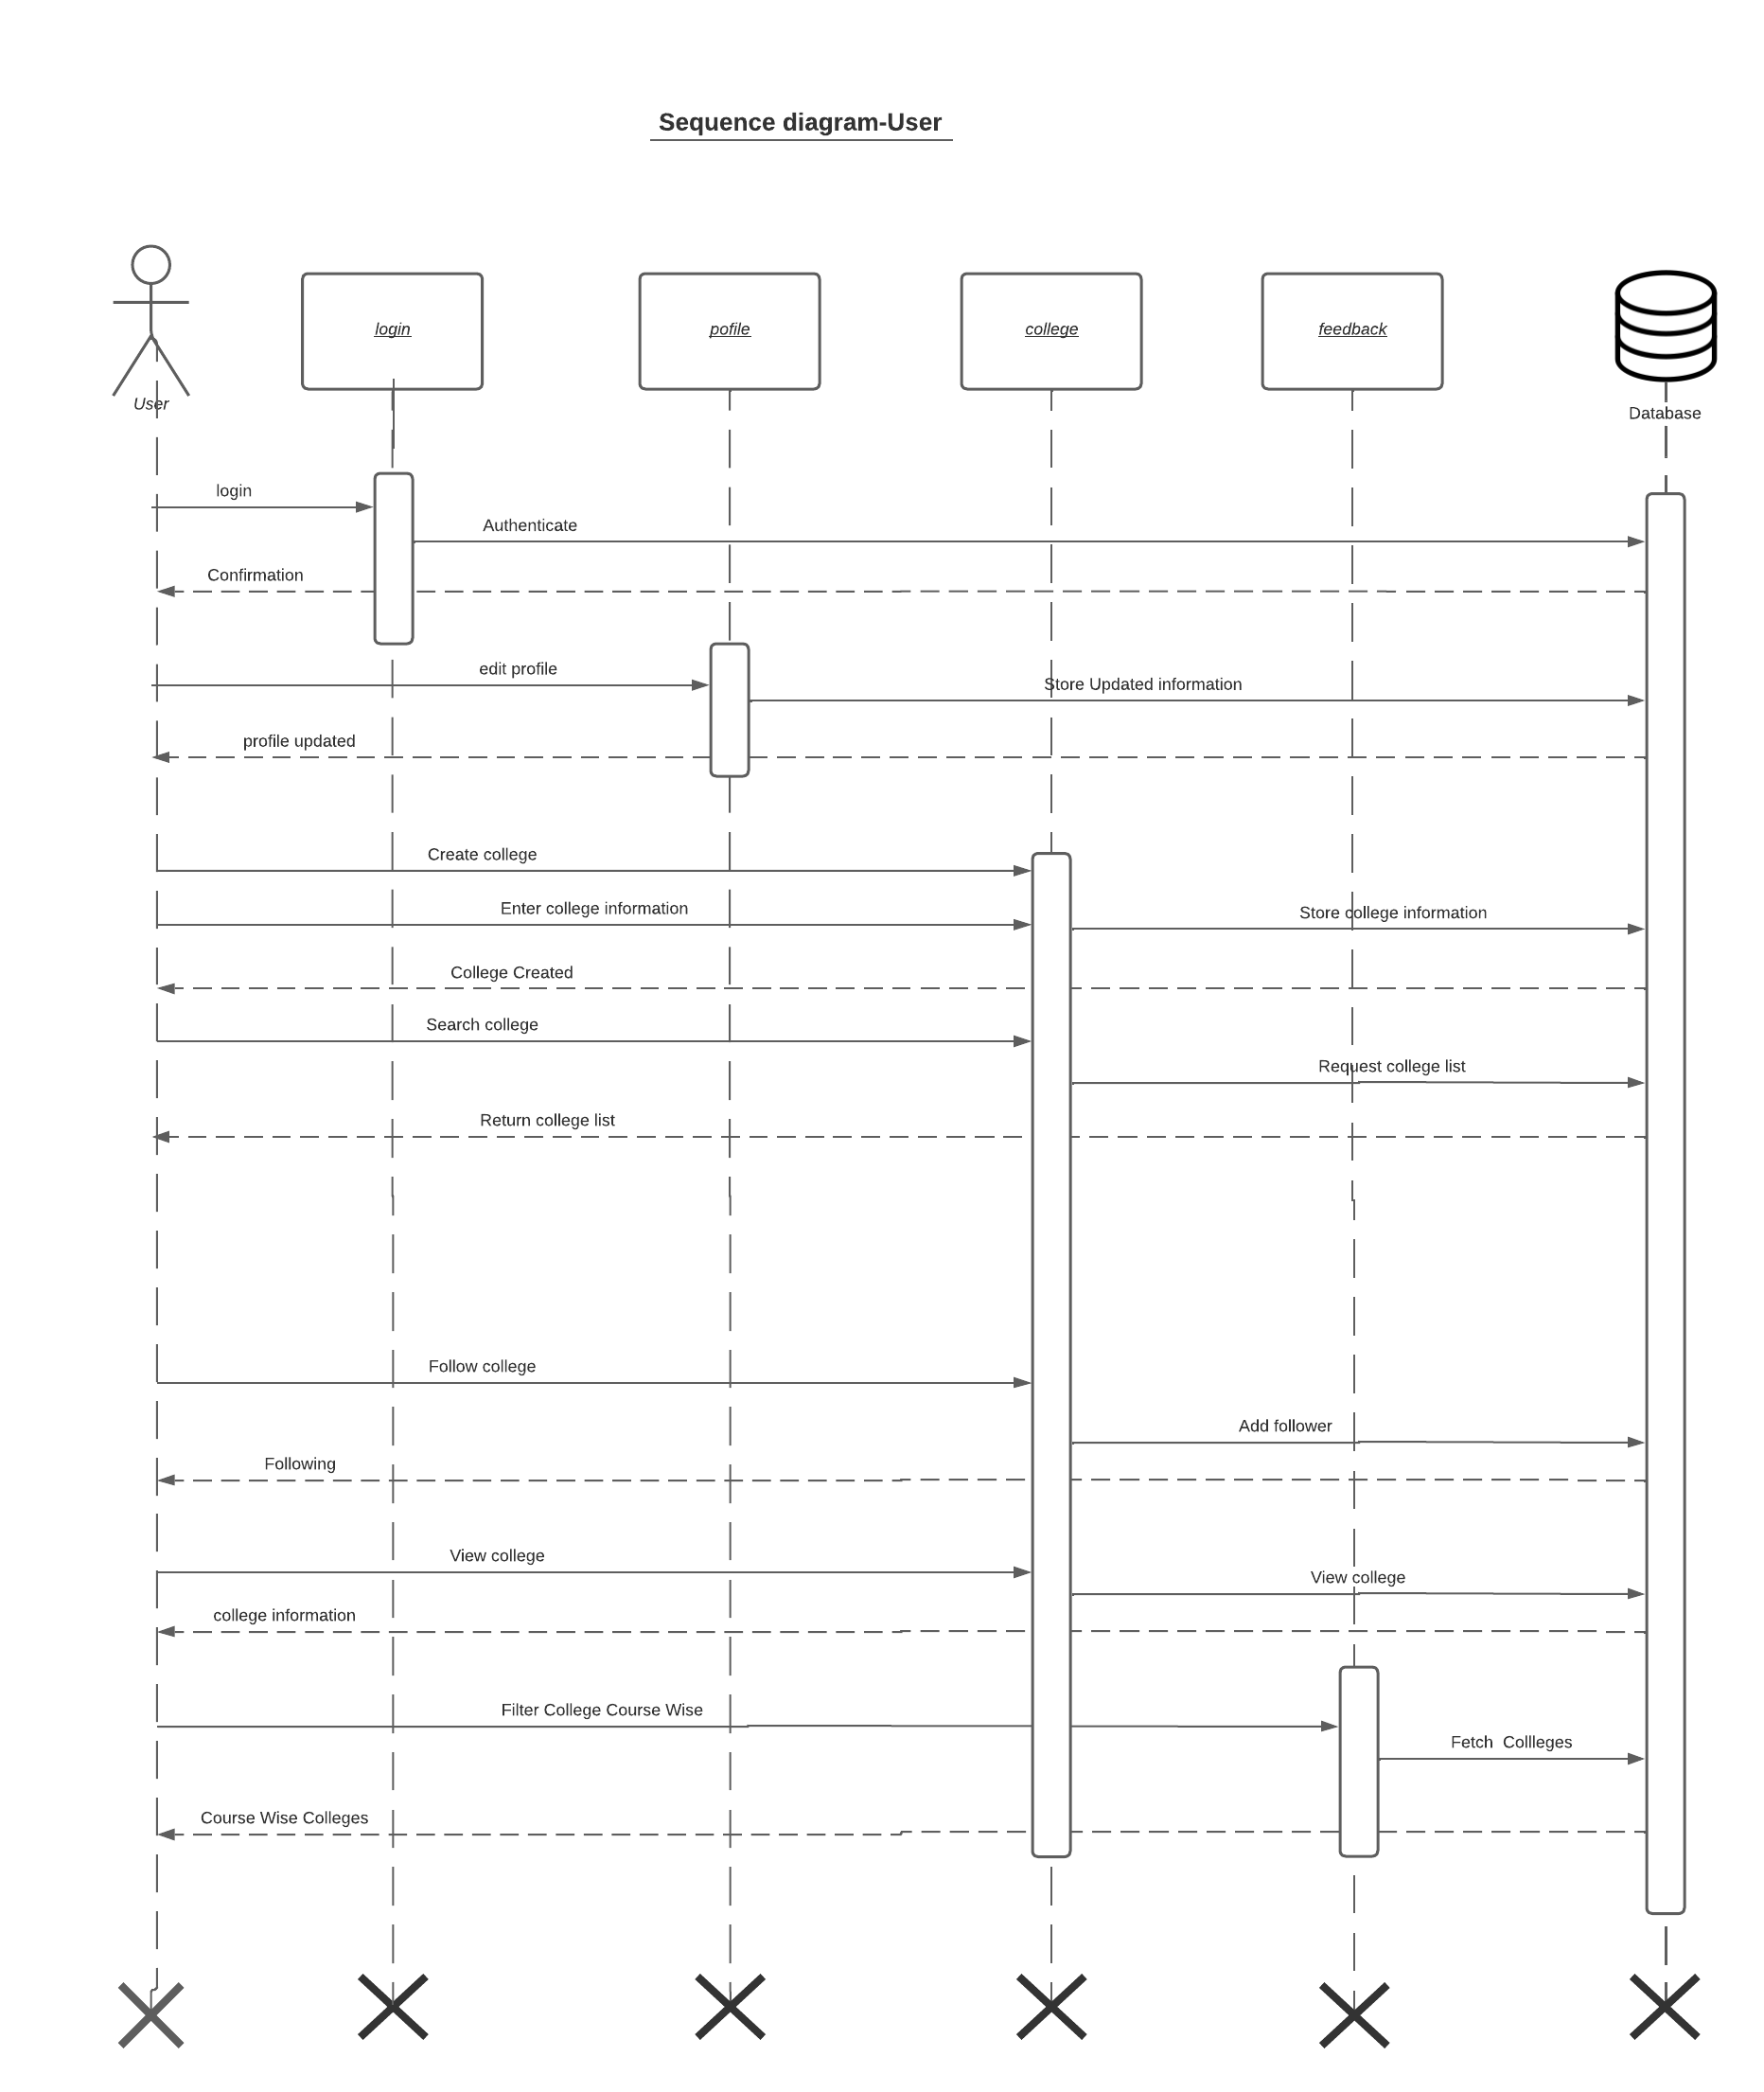 Sequence diagram-User
User
login
pofile
college
feedback
Database
login
Authenticate
Confirmation
edit profile
Store Updated information
profile updated
Create college
Enter college information
Store college information
College Created
Search college
Request college list
Return college list
Follow college
Add follower
Following
View college
View college
college information
Filter College Course Wise
Fetch  Collleges
Course Wise Colleges